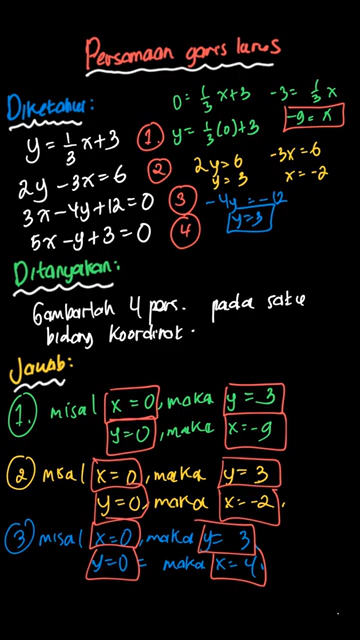 Persamaan garis lurus
Diketahui:
0 = 1/3 x + 3   -3 = 1/3 x
y = 1/3 x + 3 1. y = 1/3 (0) + 3   -9 = x
2y - 3x = 6 2 2y = 6   -3x = 6
y = 3   x = -2
3x - 4y + 12 = 0 3 -4y = -12
5x - y + 3 = 0 4 y = 3
Ditanyakan:
Gambarlah 4 pers. pada satu
bidang koordinat.
Jawab:
1. misal x = 0, maka y = 3
y = 0, maka x = -9
2 misal x = 0, maka y = 3
y = 0, maka x = -2.
3 misal x = 0, maka y = 3,
y = 0 = maka x = 4.